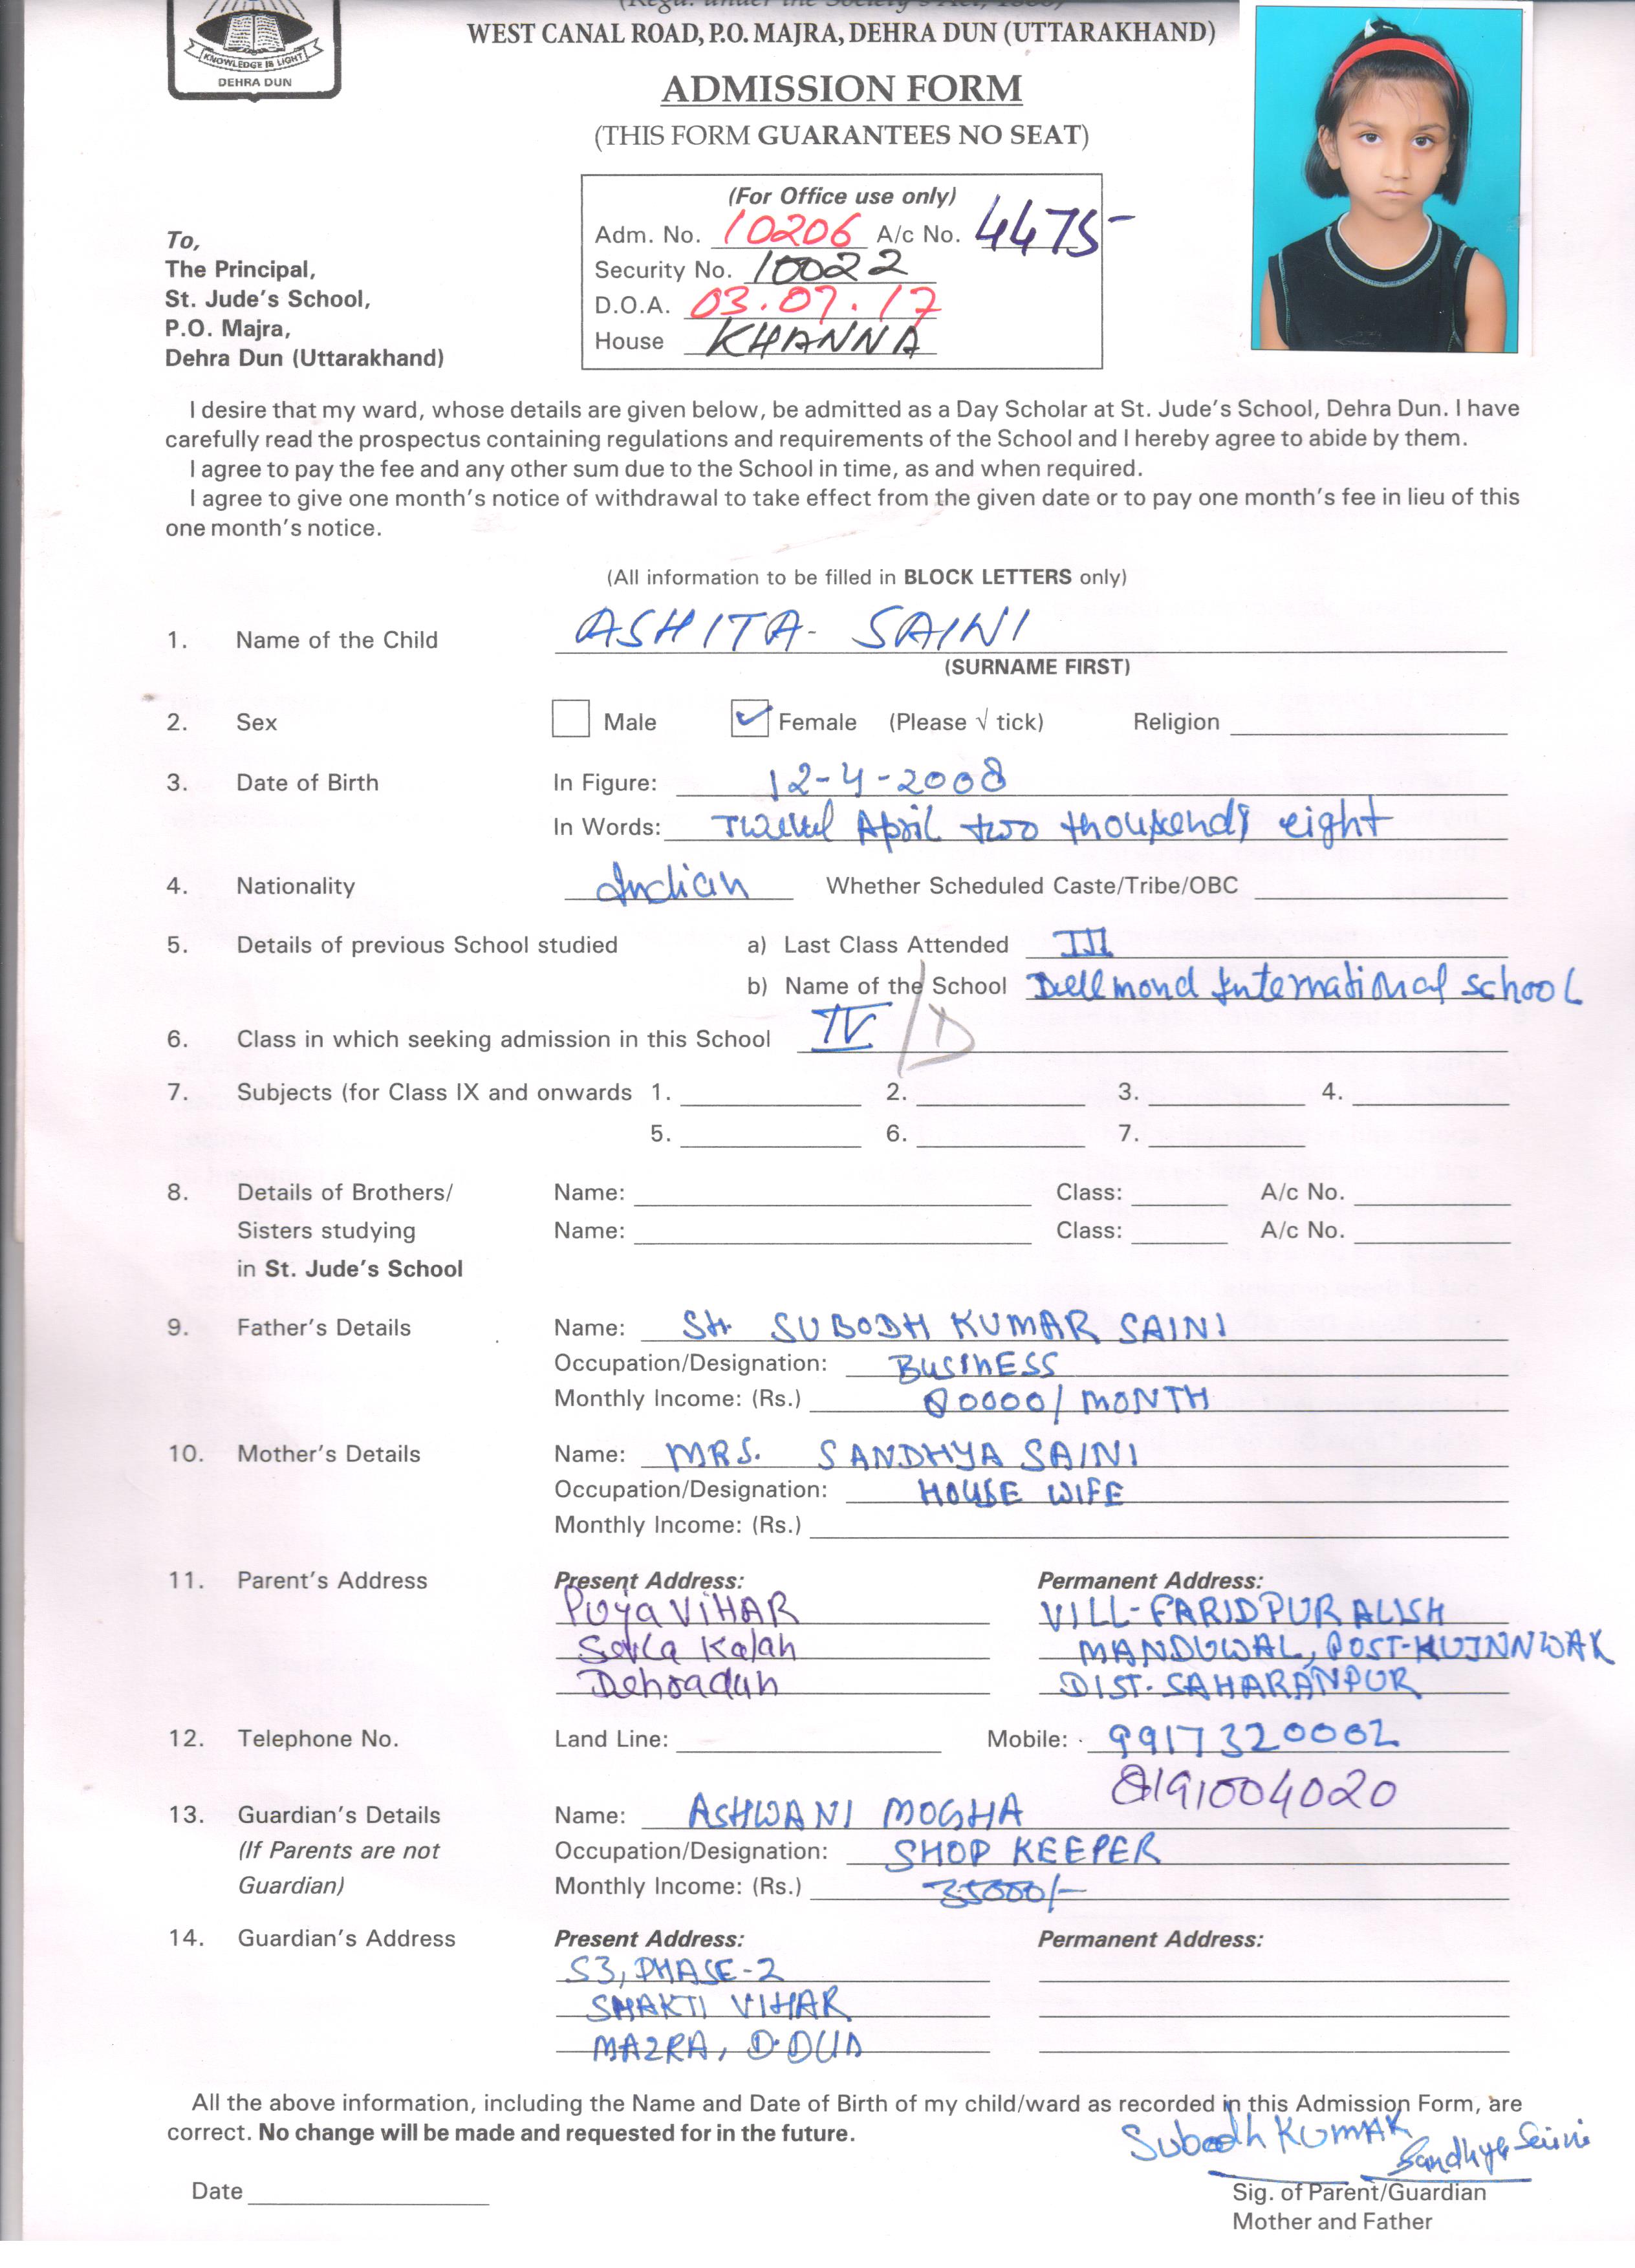 (Regd. under the Society's Act, 1860)
WEST CANAL ROAD, P.O. MAJRA, DEHRA DUN (UTTARAKHAND)
KNOWLEDGE IS LIGHT
DEHRA DUN
ADMISSION FORM
(THIS FORM GUARANTEES NO SEAT)
(For Office use only)
Adm. No. 10206 A/c No. 4475
Security No. 10022
D.O.A. 03.07.17
House KHANNA
To,
The Principal,
St. Jude's School,
P.O. Majra,
Dehra Dun (Uttarakhand)
I desire that my ward, whose details are given below, be admitted as a Day Scholar at St. Jude's School, Dehra Dun. I have
carefully read the prospectus containing regulations and requirements of the School and I hereby agree to abide by them.
I agree to pay the fee and any other sum due to the School in time, as and when required.
I agree to give one month's notice of withdrawal to take effect from the given date or to pay one month's fee in lieu of this
one month's notice.
(All information to be filled in BLOCK LETTERS only)
1. Name of the Child ASHITA- SAINI
(SURNAME FIRST)
2. Sex Male ✓ Female (Please √ tick) Religion
3. Date of Birth In Figure: 12-4-2008
In Words: April two thousends eight
4. Nationality Indian Whether Scheduled Caste/Tribe/OBC
5. Details of previous School studied a) Last Class Attended III
b) Name of the School Dellmond International school
6. Class in which seeking admission in this School IV /D
7. Subjects (for Class IX and onwards 1. 2. 3. 4.
5. 6. 7.
8. Details of Brothers/ Name: Class: A/c No.
Sisters studying Name: Class: A/c No.
in St. Jude's School
9. Father's Details Name: SH. SUBODH KUMAR SAINI
Occupation/Designation: BUSINESS
Monthly Income: (Rs.) 80000/ MONTH
10. Mother's Details Name: MRS. SANDHYA SAINI
Occupation/Designation: HOUSE WIFE
Monthly Income: (Rs.)
11. Parent's Address Present Address: Permanent Address:
Puja ViHAR VILL-FARIDPUR ALISH
Sevla Kalan MANDUWAL, POST-
Dehradun DIST. SAHARANPUR
12. Telephone No. Land Line: Mobile: 9917320002
8191004020
13. Guardian's Details Name: ASHWANI MOGHA
(If Parents are not Occupation/Designation: SHOP KEEPER
Guardian) Monthly Income: (Rs.) 35000/-
14. Guardian's Address Present Address: Permanent Address:
S3, PHASE-2
SHAKTI VIHAR
MAZRA, D.DUN
All the above information, including the Name and Date of Birth of my child/ward as recorded in this Admission Form, are
correct. No change will be made and requested for in the future.
Subodh KUMAR Sandhya Saini
Date Sig. of Parent/Guardian
Mother and Father